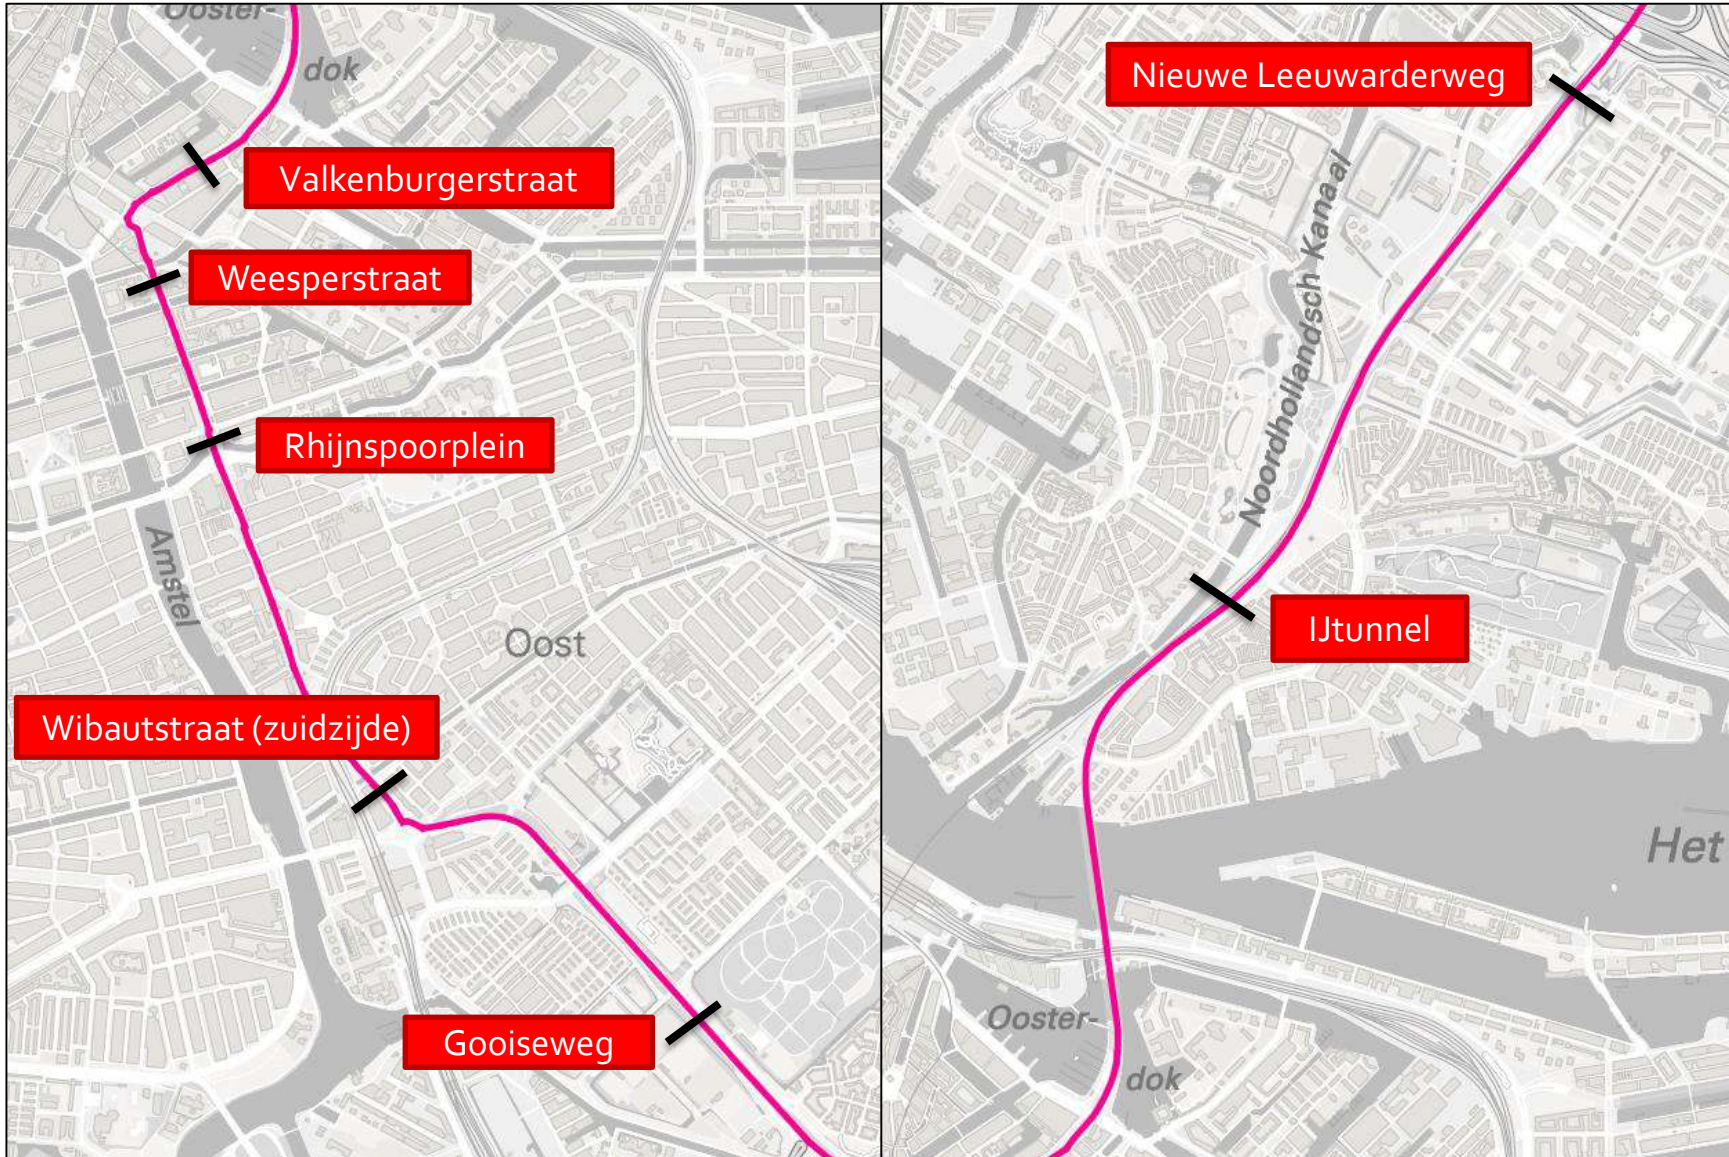 Ooster-
dok
Valkenburgerstraat
Weesperstraat
Rhijnspoorplein
Amstel
Oost
Wibautstraat (zuidzijde)
Gooiseweg
Nieuwe Leeuwarderweg
Noordhollandsch Kanaal
IJtunnel
Het
Ooster-
dok